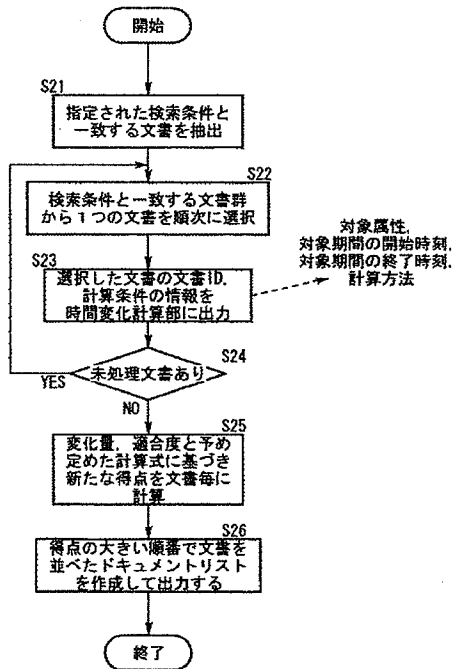 開始
S21
指定された検索条件と
一致する文書を抽出
S22
検索条件と一致する文書群
から１つの文書を順次に選択
S23
選択した文書の文書ID,
計算条件の情報を
時間変化計算部に出力
対象属性,
対象期間の開始時刻,
対象期間の終了時刻,
計算方法
S24
未処理文書あり
YES
NO
S25
変化量，適合度と予め
定めた計算式に基づき
新たな得点を文書毎に
計算
S26
得点の大きい順番で文書を
並べたドキュメントリスト
を作成して出力する
終了